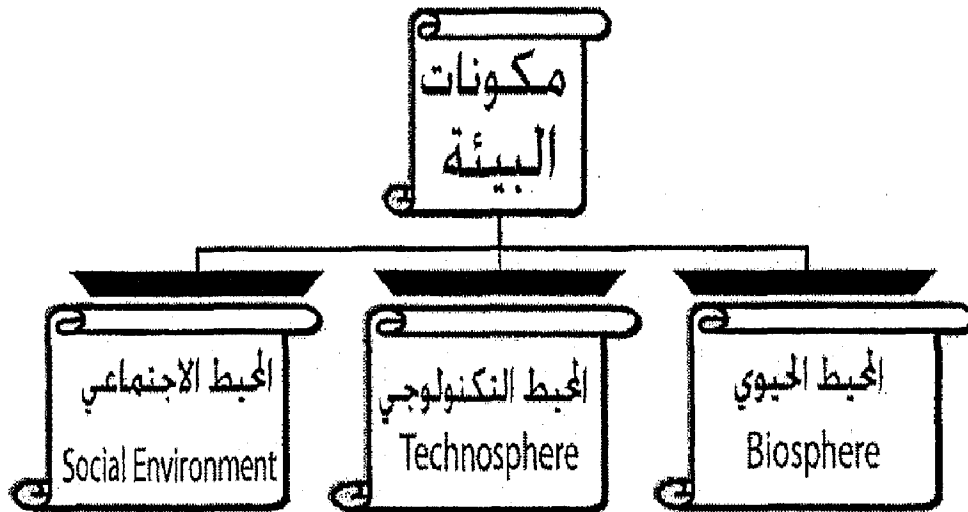 مكونات
البيئة
المحيط الحيوي
Biosphere
المحيط التكنولوجي
Technosphere
المحيط الاجتماعي
Social Environment